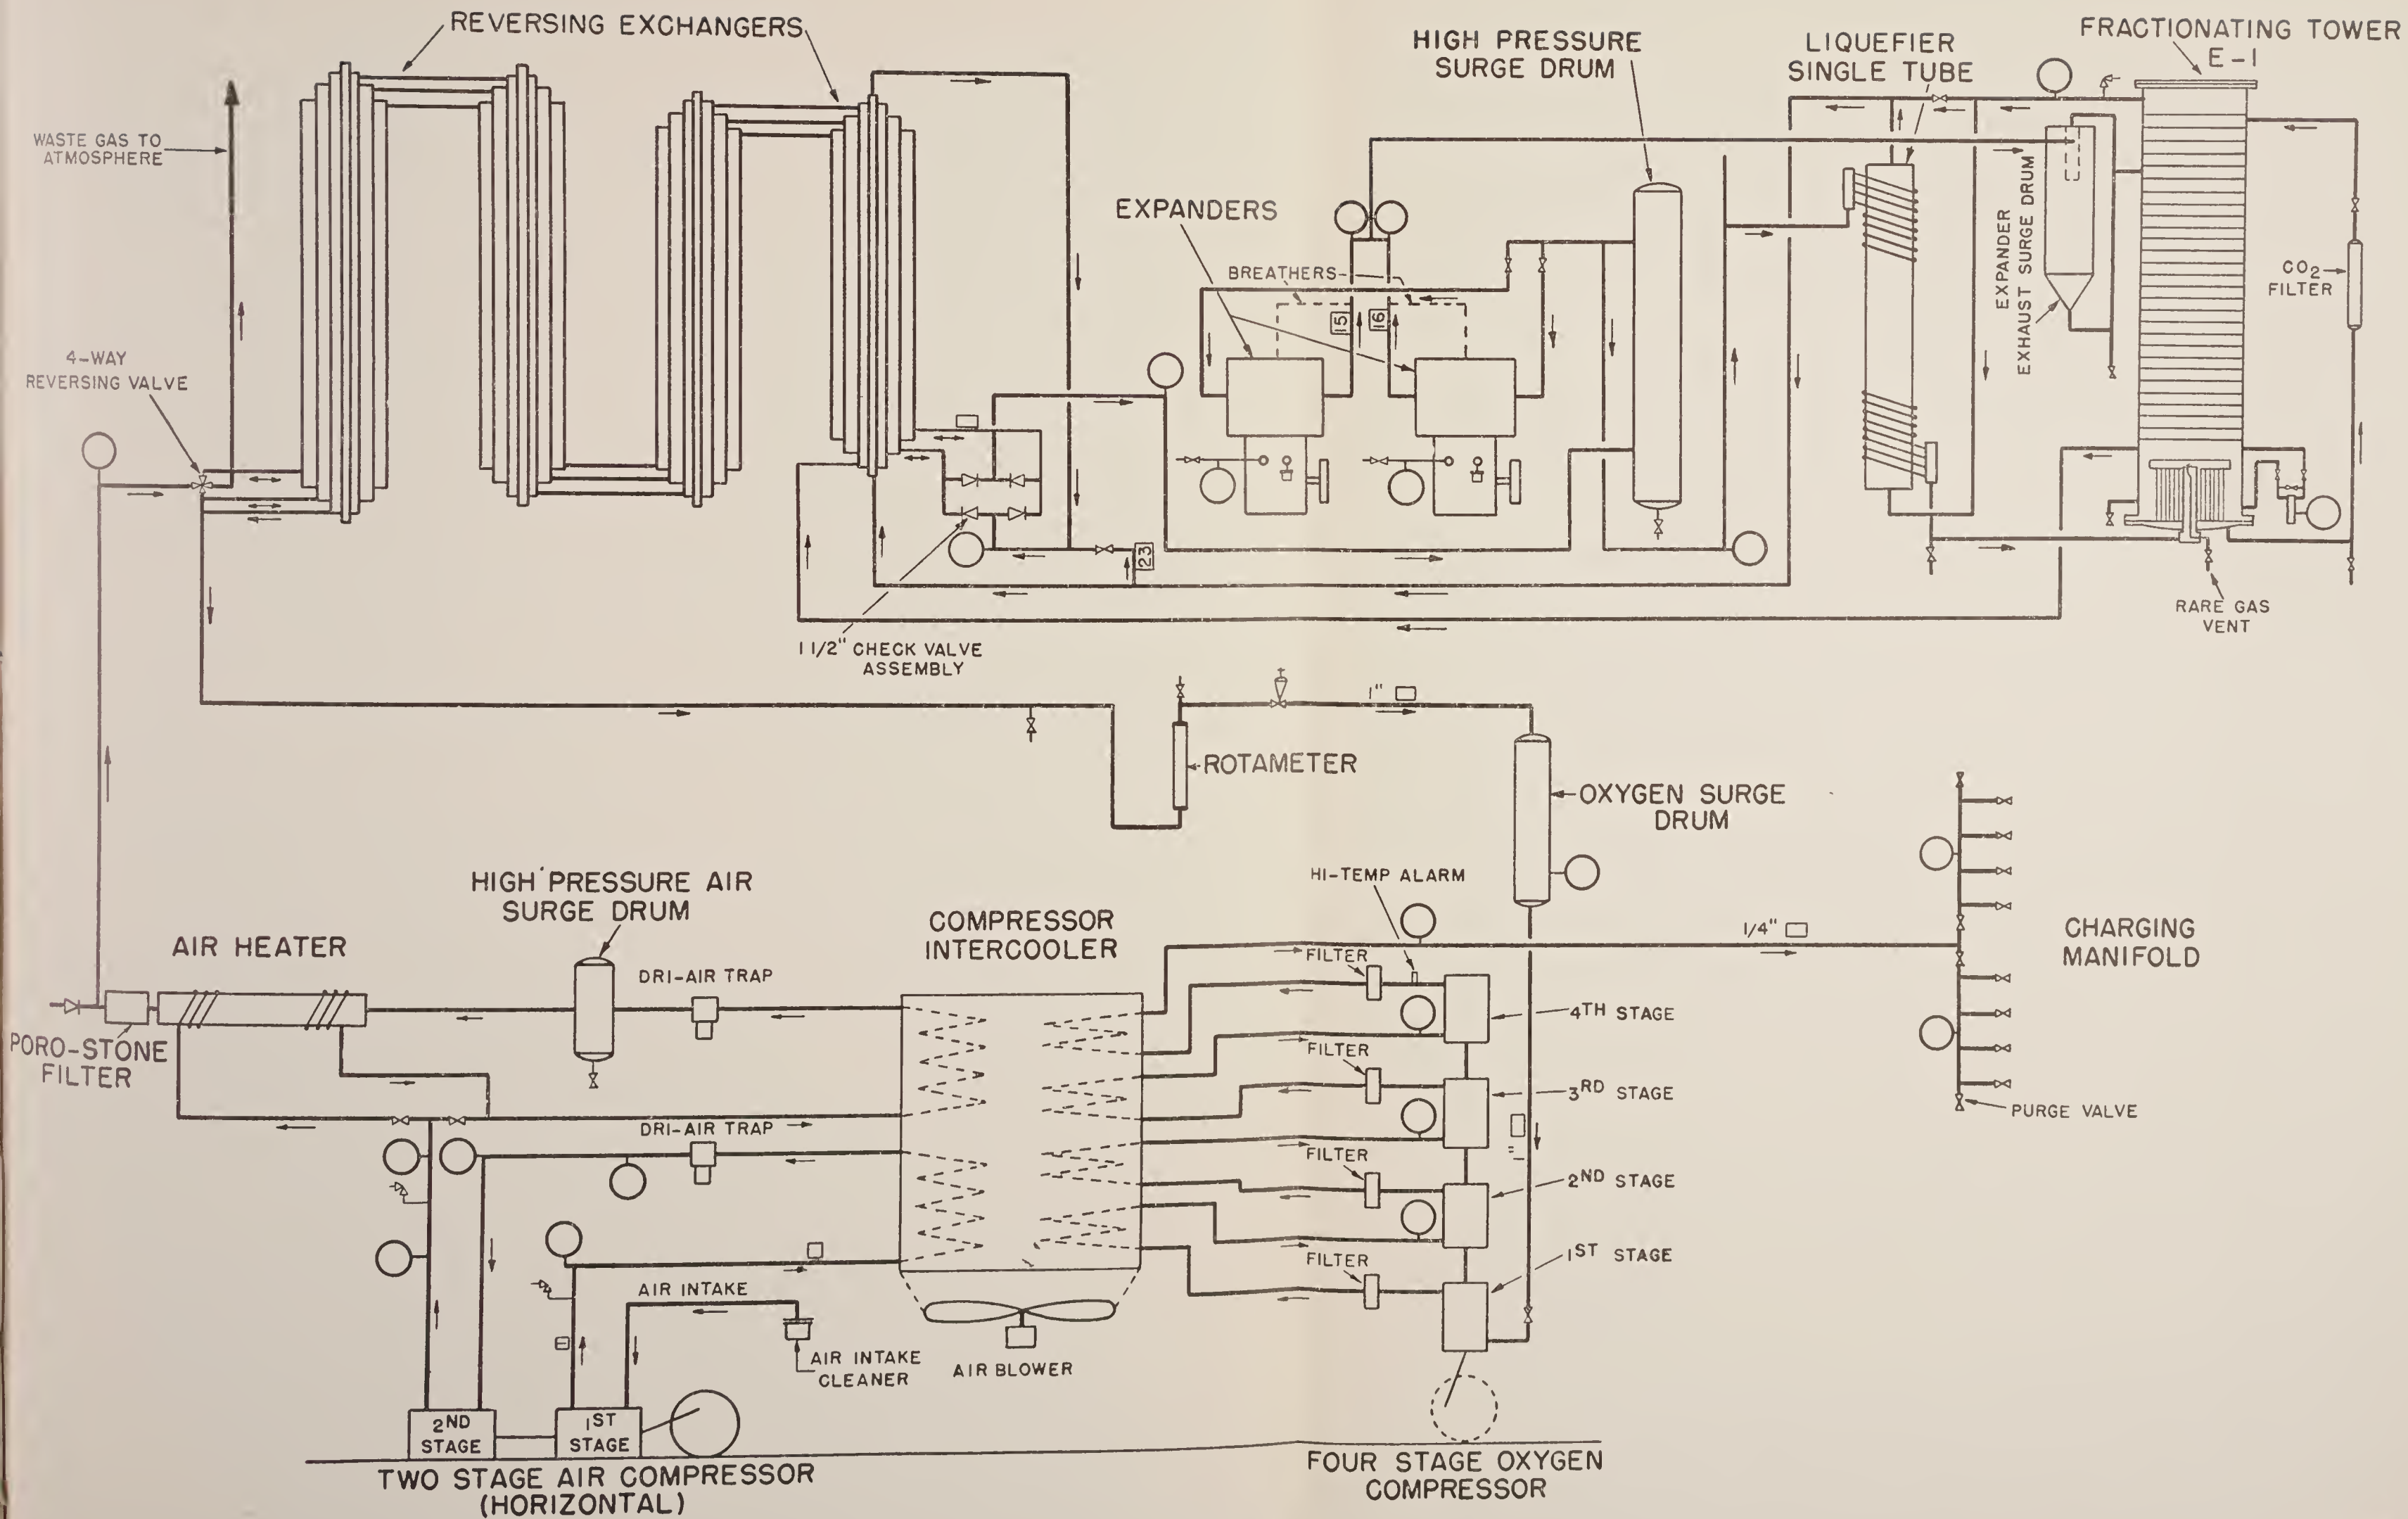 REVERSING EXCHANGERS
HIGH PRESSURE
SURGE DRUM
LIQUEFIER
SINGLE TUBE
FRACTIONATING TOWER
E-1
WASTE GAS TO
ATMOSPHERE
EXPANDERS
BREATHERS
15
16
EXPANDER
EXHAUST SURGE DRUM
CO2
FILTER
4-WAY
REVERSING VALVE
23
RARE GAS
VENT
1 1/2" CHECK VALVE
ASSEMBLY
1"
ROTAMETER
OXYGEN SURGE
DRUM
HIGH PRESSURE AIR
SURGE DRUM
HI-TEMP ALARM
COMPRESSOR
INTERCOOLER
1/4"
CHARGING
MANIFOLD
AIR HEATER
DRI-AIR TRAP
FILTER
4TH STAGE
PORO-STONE
FILTER
FILTER
3RD STAGE
PURGE VALVE
DRI-AIR TRAP
FILTER
2ND STAGE
FILTER
1ST STAGE
AIR INTAKE
AIR INTAKE
CLEANER
AIR BLOWER
2ND
STAGE
1ST
STAGE
TWO STAGE AIR COMPRESSOR
(HORIZONTAL)
FOUR STAGE OXYGEN
COMPRESSOR